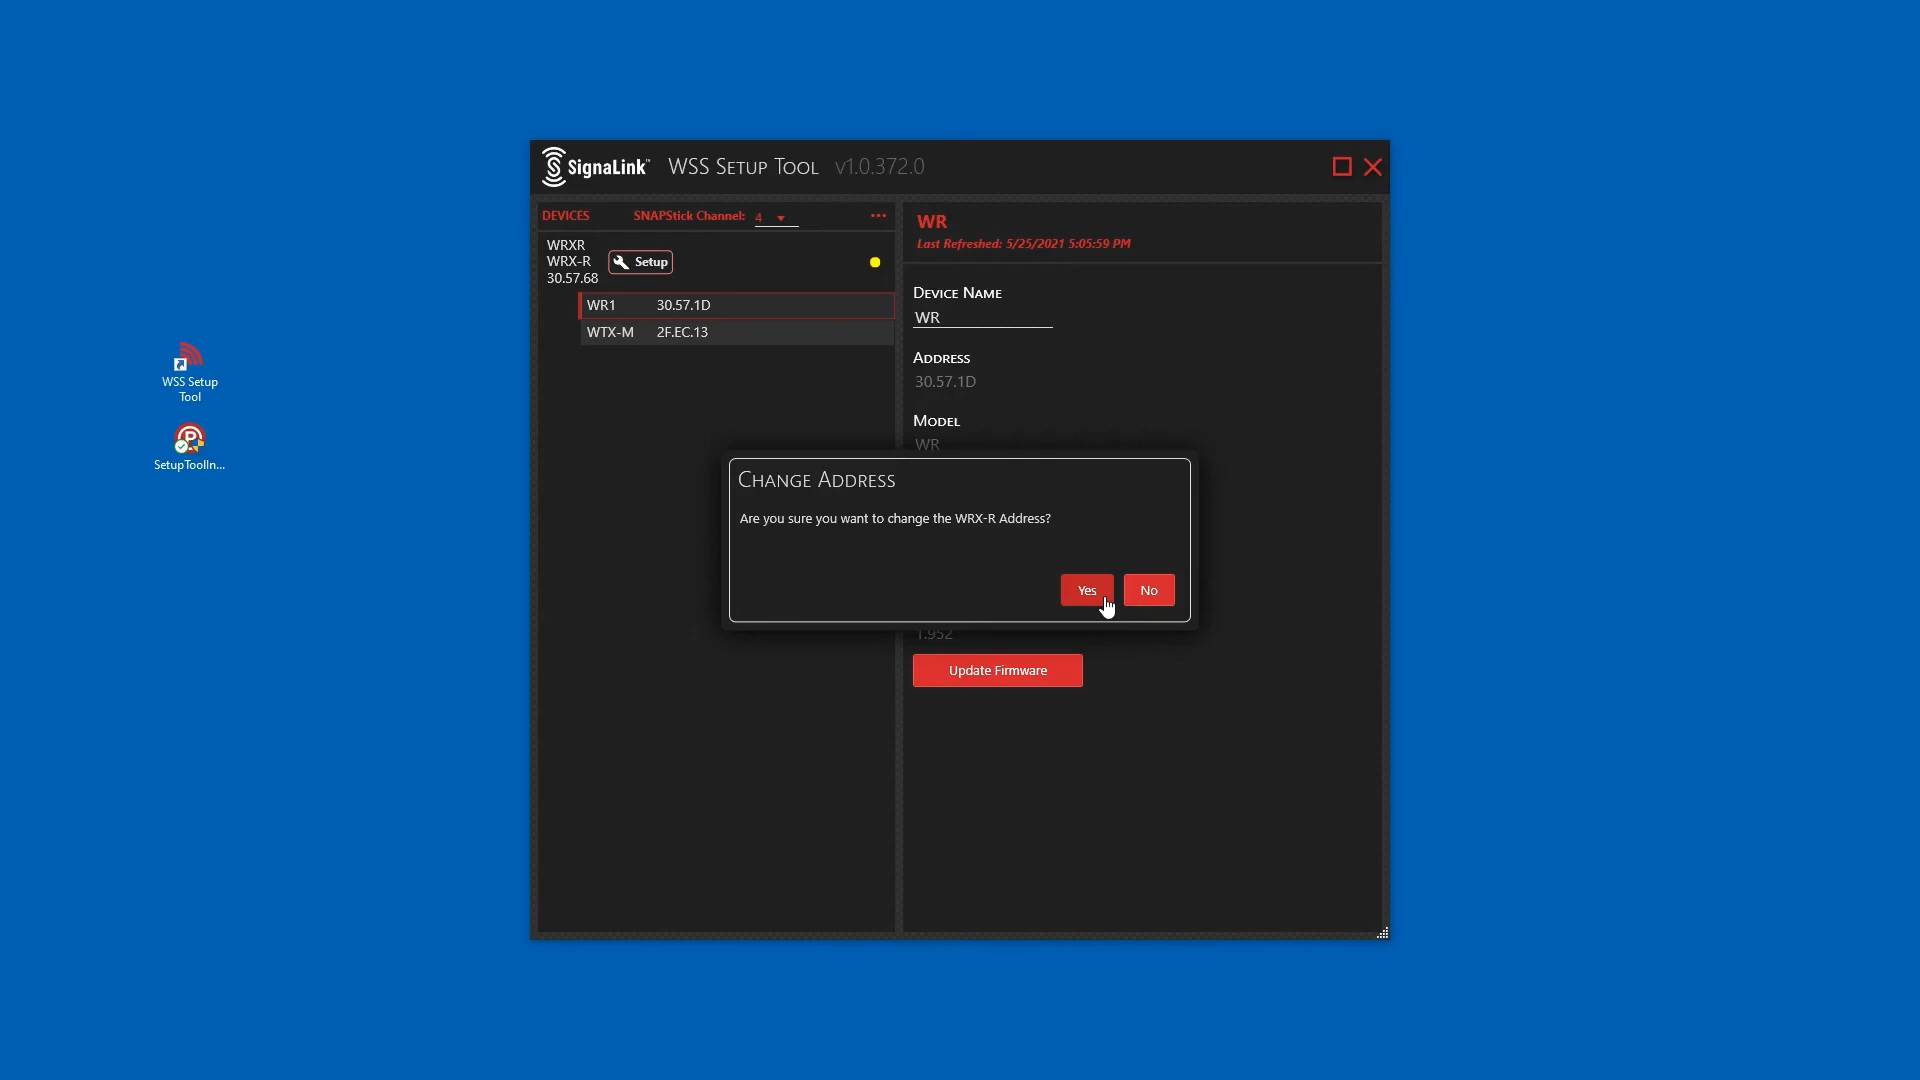 SignaLink™ WSS Setup Tool v1.0.372.0
DEVICES SNAPStick Channel: 4 ...
WRXR
WRX-R
30.57.68
Setup
WR1 30.57.1D
WTX-M 2F.EC.13
WR
Last Refreshed: 5/25/2021 5:05:59 PM
Device Name
WR
Address
30.57.1D
Model
WR
Change Address
Are you sure you want to change the WRX-R Address?
Yes No
1.952
Update Firmware
WSS Setup
Tool
SetupToolIn...